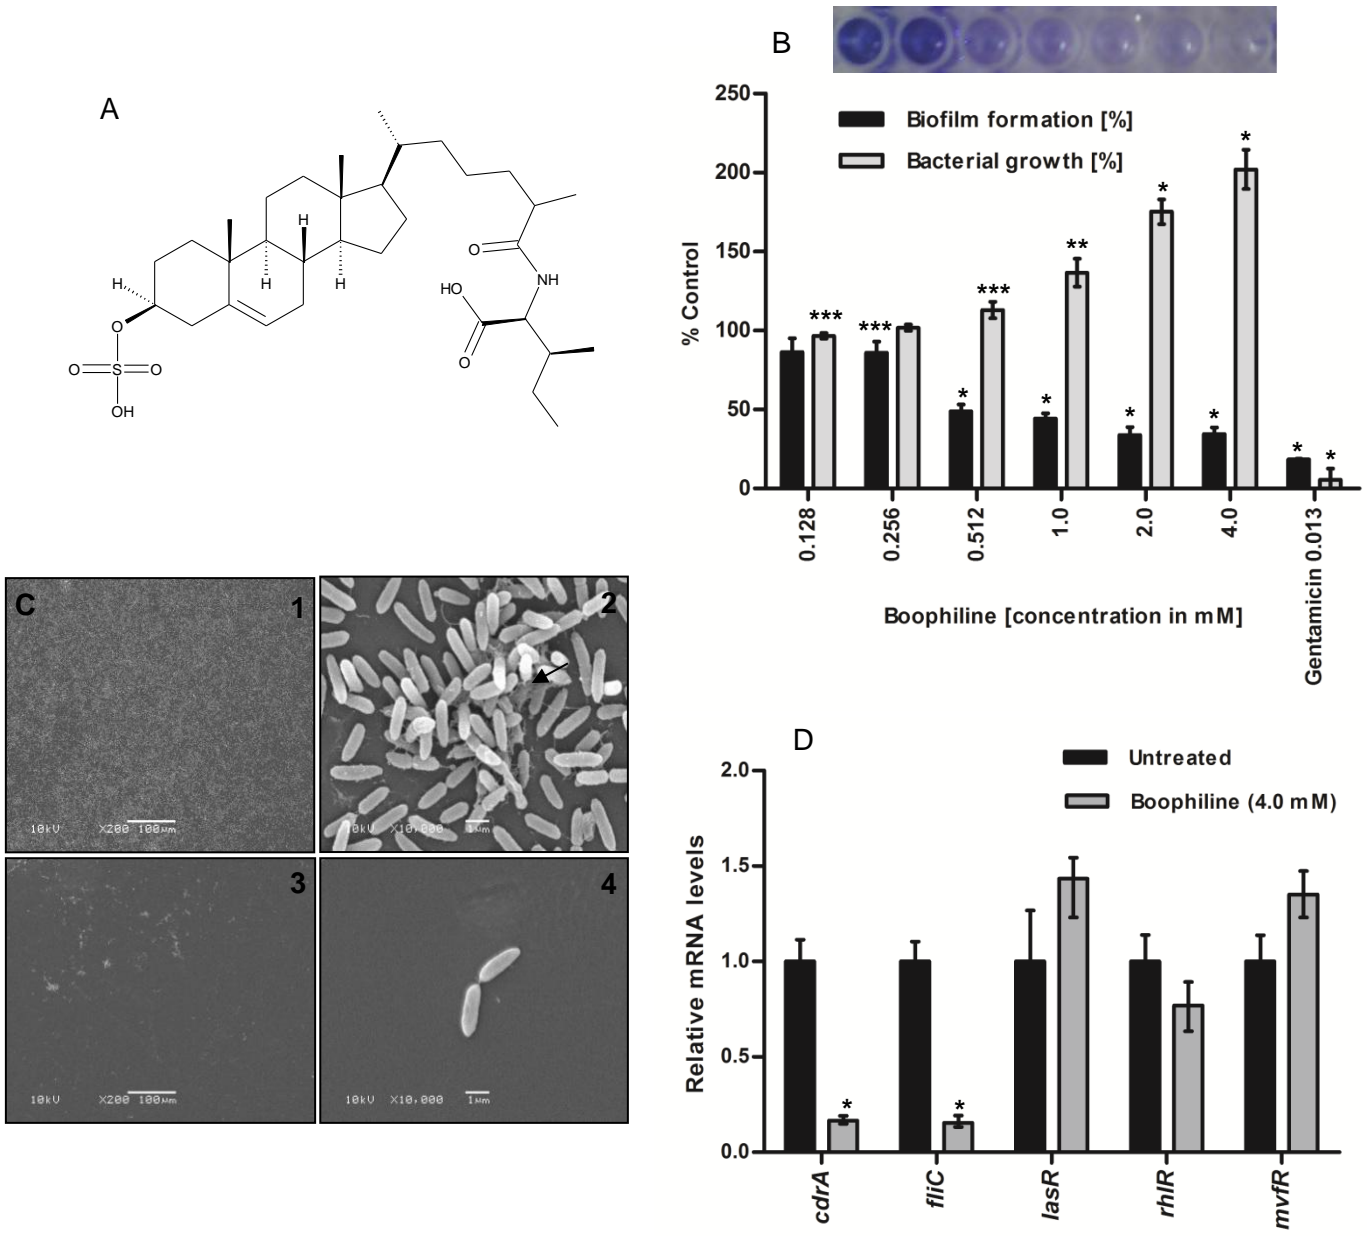 A
H
H
H
H
O
NH
HO
O
O
O
S
O
OH
B
250
200
150
100
50
0
% Control
Biofilm formation [%]
Bacterial growth [%]
***
***
*
***
*
**
*
*
*
*
*
*
0.128
0.256
0.512
1.0
2.0
4.0
Gentamicin 0.013
Boophiline [concentration in mM]
C
1
10kV X200 100µm
2
10kV X10,000 1µm
3
10kV X200 100µm
4
10kV X10,000 1µm
D
Untreated
Boophiline (4.0 mM)
2.0
1.5
1.0
0.5
0.0
Relative mRNA levels
*
*
cdrA
fliC
lasR
rhlR
mvfR